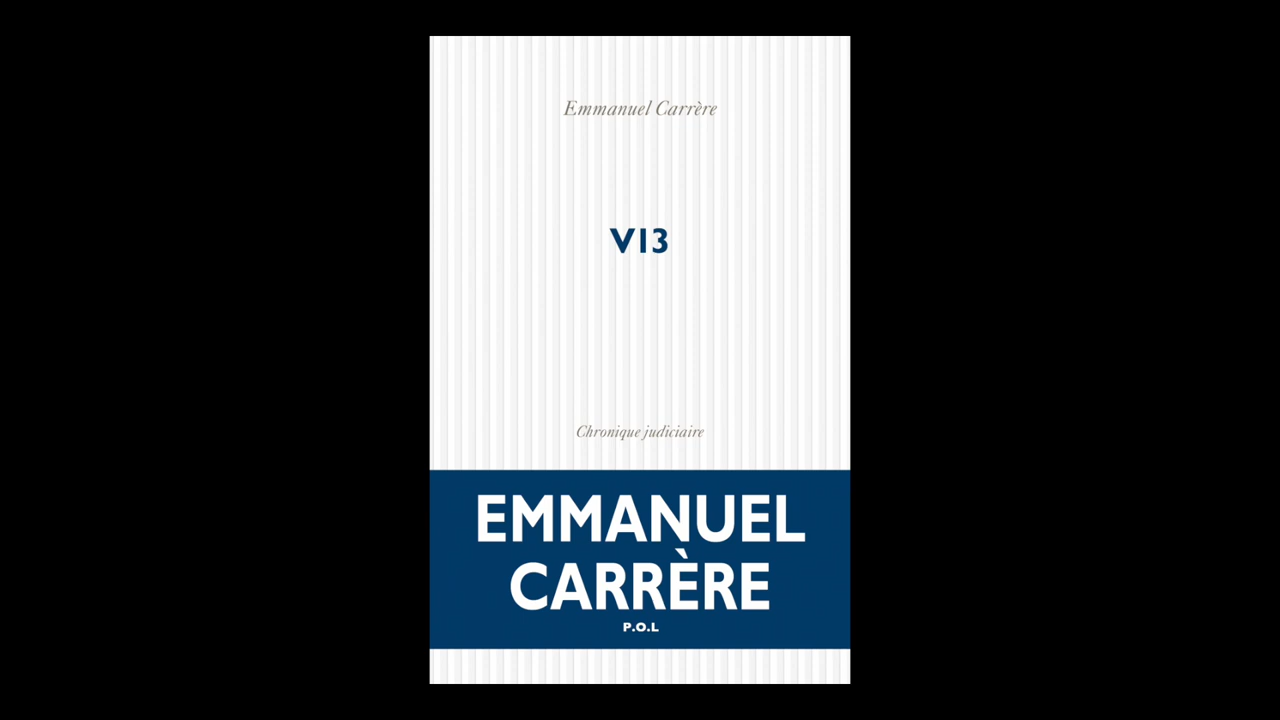 Emmanuel Carrère
V13
Chronique judiciaire
EMMANUEL
CARRÈRE
P.O.L